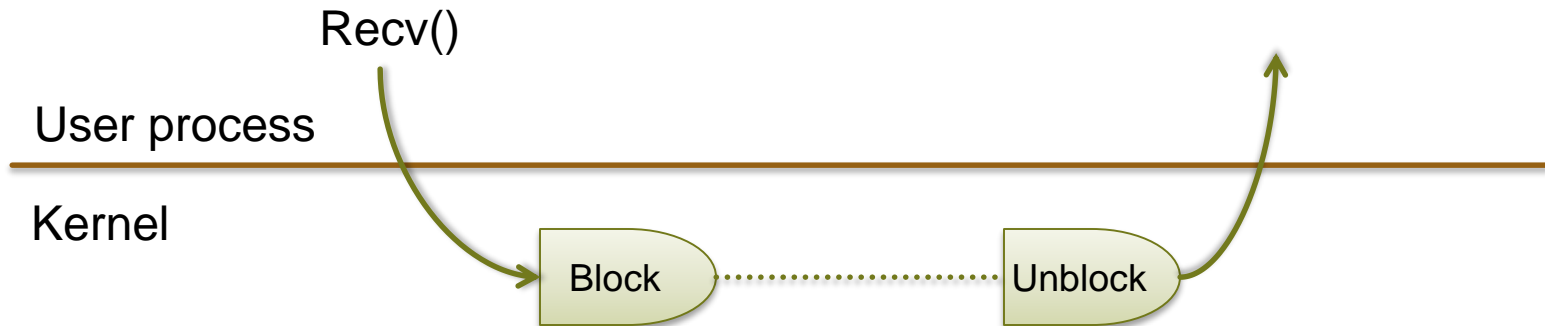 Recv()
User process
Kernel
Block
Unblock